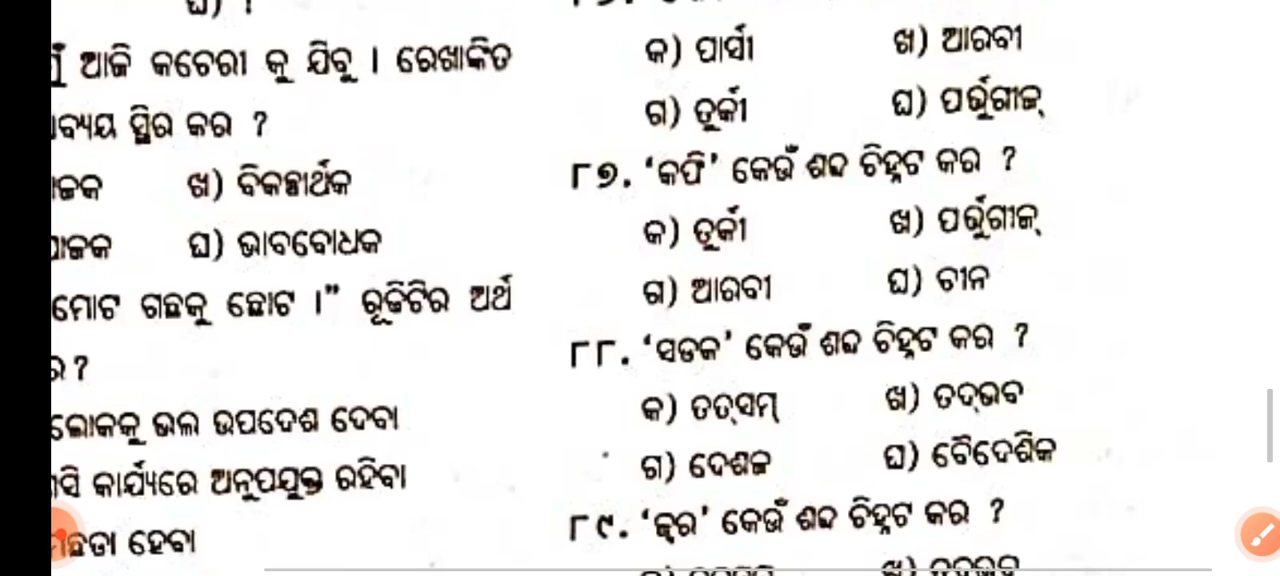 ଘ) !
ଆଜି କଚେରୀ କୁ ଯିବୁ । ରେଖାଙ୍କିତ
ସ୍ଥିର କର ?
ଖ) ବିକଳ୍ପାର୍ଥକ
ଘ) ଭାବବୋଧକ
ମୋଟ ଗଛକୁ ଛୋଟ ।” ରୂଢିଟିର ଅର୍ଥ
?
ଲୋକକୁ ଭଲ ଉପଦେଶ ଦେବା
କାର୍ଯ୍ୟରେ ଅନୁପଯୁକ୍ତ ରହିବା
ହେବା
କ) ପାର୍ସୀ ଖ) ଆରବୀ
ଗ) ତୁର୍କୀ ଘ) ପର୍ତ୍ତୁଗୀଜ୍
୮୭. ‘କଫି’ କେଉଁ ଶବ୍ଦ ଚିହ୍ନଟ କର ?
କ) ତୁର୍କୀ ଖ) ପର୍ତ୍ତୁଗୀଜ୍
ଗ) ଆରବୀ ଘ) ଚୀନ
୮୮. ‘ସଡକ’ କେଉଁ ଶବ୍ଦ ଚିହ୍ନଟ କର ?
କ) ତତ୍‌ସମ୍ ଖ) ତଦ୍‌ଭବ
ଗ) ଦେଶଜ ଘ) ବୈଦେଶିକ
୮୯. ‘ଜ୍ୱର’ କେଉଁ ଶବ୍ଦ ଚିହ୍ନଟ କର ?